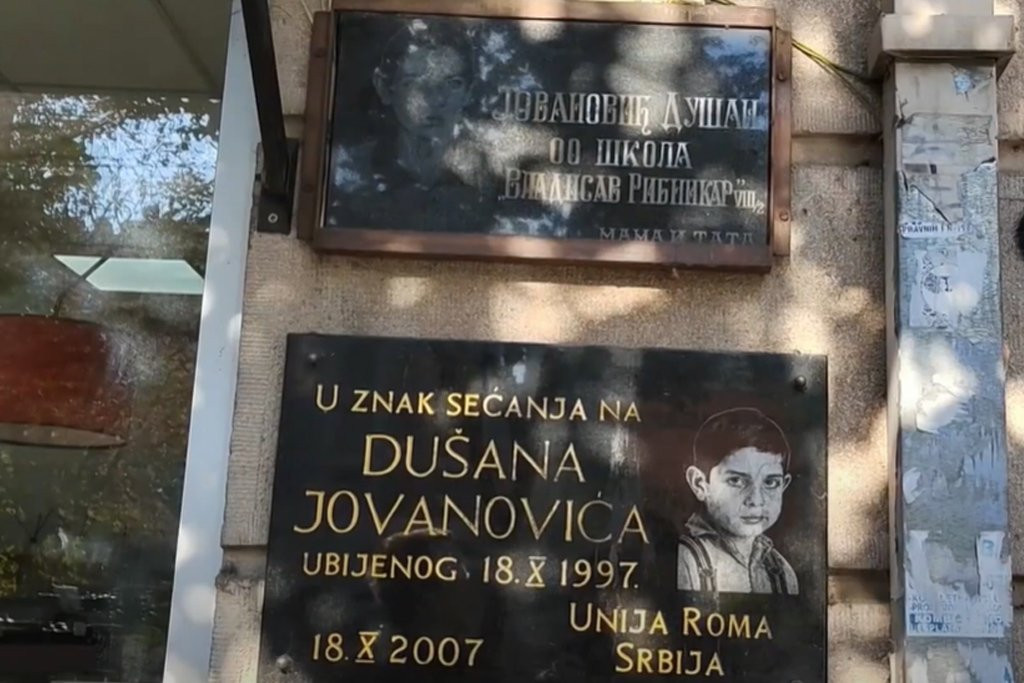 ЈОВАНОВИЋ ДУШАН
ОО ШКОЛА
„ВЛАДИСАВ РИБНИКАР"
МАМА И ТАТА
U ZNAK SEĆANJA NA
DUŠANA
JOVANOVIĆA
UBIJENOG 18.X 1997.
UNIJA ROMA
SRBIJA
18.X 2007